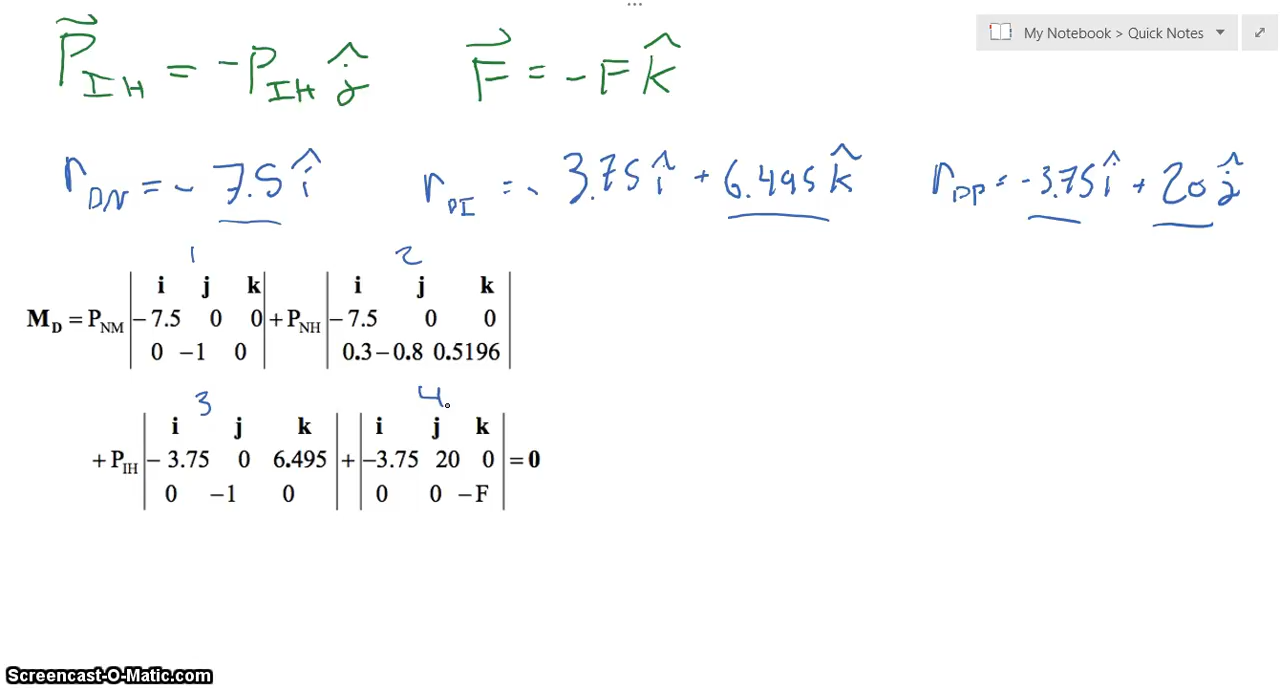 ...
My Notebook > Quick Notes
P⃗_IH = -P_IH ĵ F⃗ = -F k̂
r_DN = - 7.5 î r_DI = - 3.75 î + 6.495 k̂ r_DP = -3.75 î + 20 ĵ
1 2
i j k i j k
M_D = P_NM | -7.5 0 0 | + P_NH | -7.5 0 0 |
0 -1 0 0.3 -0.8 0.5196
3 4
i j k i j k
+ P_IH | -3.75 0 6.495 | + | -3.75 20 0 | = 0
0 -1 0 0 0 -F
Screencast-O-Matic.com